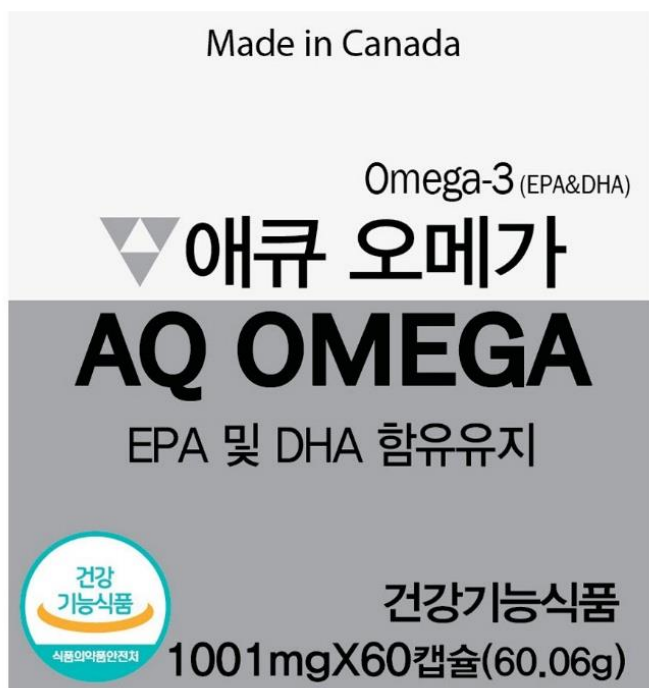 Made in Canada
Omega-3 (EPA&DHA)
애큐 오메가
AQ OMEGA
EPA 및 DHA 함유유지
건강
기능식품
식품의약품안전처
건강기능식품
1001mgX60캡슐(60.06g)